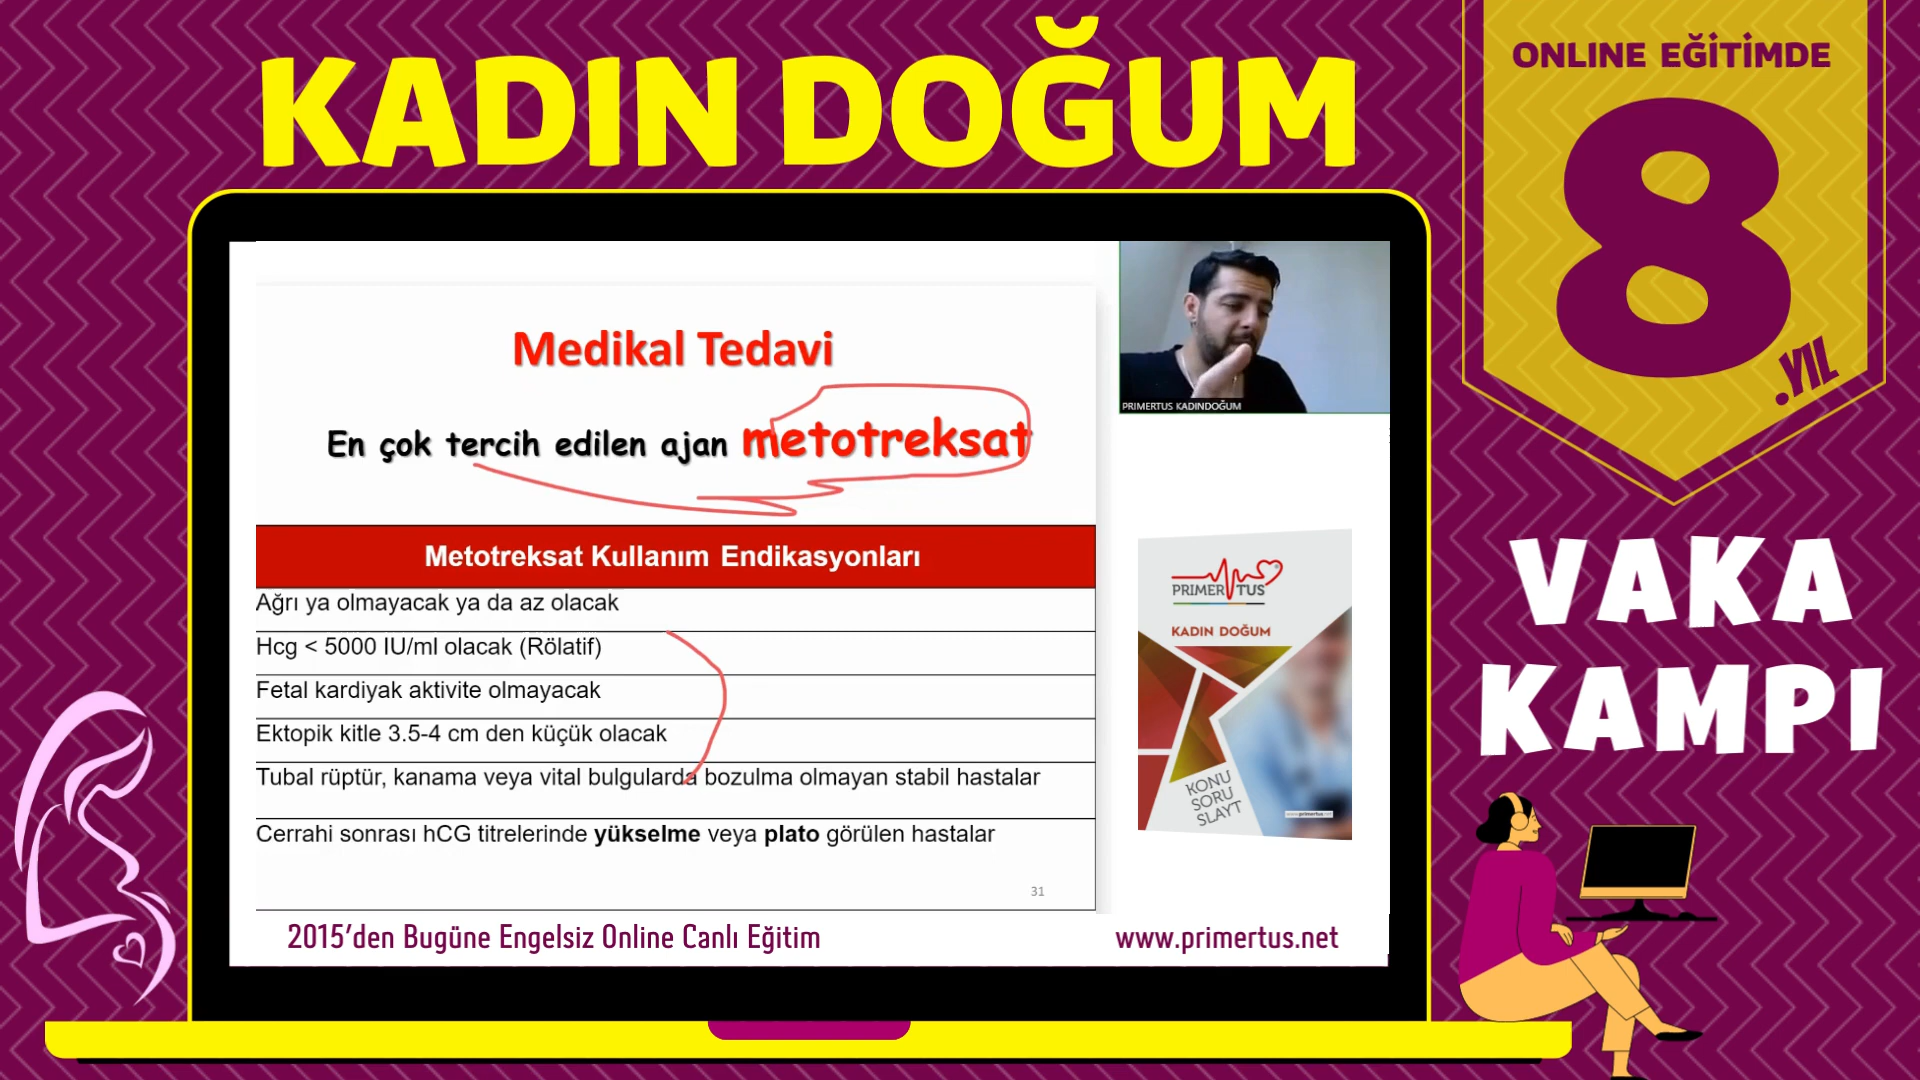 KADIN DOĞUM
ONLINE EĞİTİMDE
8
.YIL
VAKA
KAMPI
Medikal Tedavi
En çok tercih edilen ajan metotreksat
Metotreksat Kullanım Endikasyonları
Ağrı ya olmayacak ya da az olacak
Hcg < 5000 IU/ml olacak (Rölatif)
Fetal kardiyak aktivite olmayacak
Ektopik kitle 3.5-4 cm den küçük olacak
Tubal rüptür, kanama veya vital bulgularda bozulma olmayan stabil hastalar
Cerrahi sonrası hCG titrelerinde yükselme veya plato görülen hastalar
31
PRIMERTUS KADINDOĞUM
PRIMERTUS
KADIN DOĞUM
KONU
SORU
SLAYT
www.primertus.net
2015'den Bugüne Engelsiz Online Canlı Eğitim
www.primertus.net